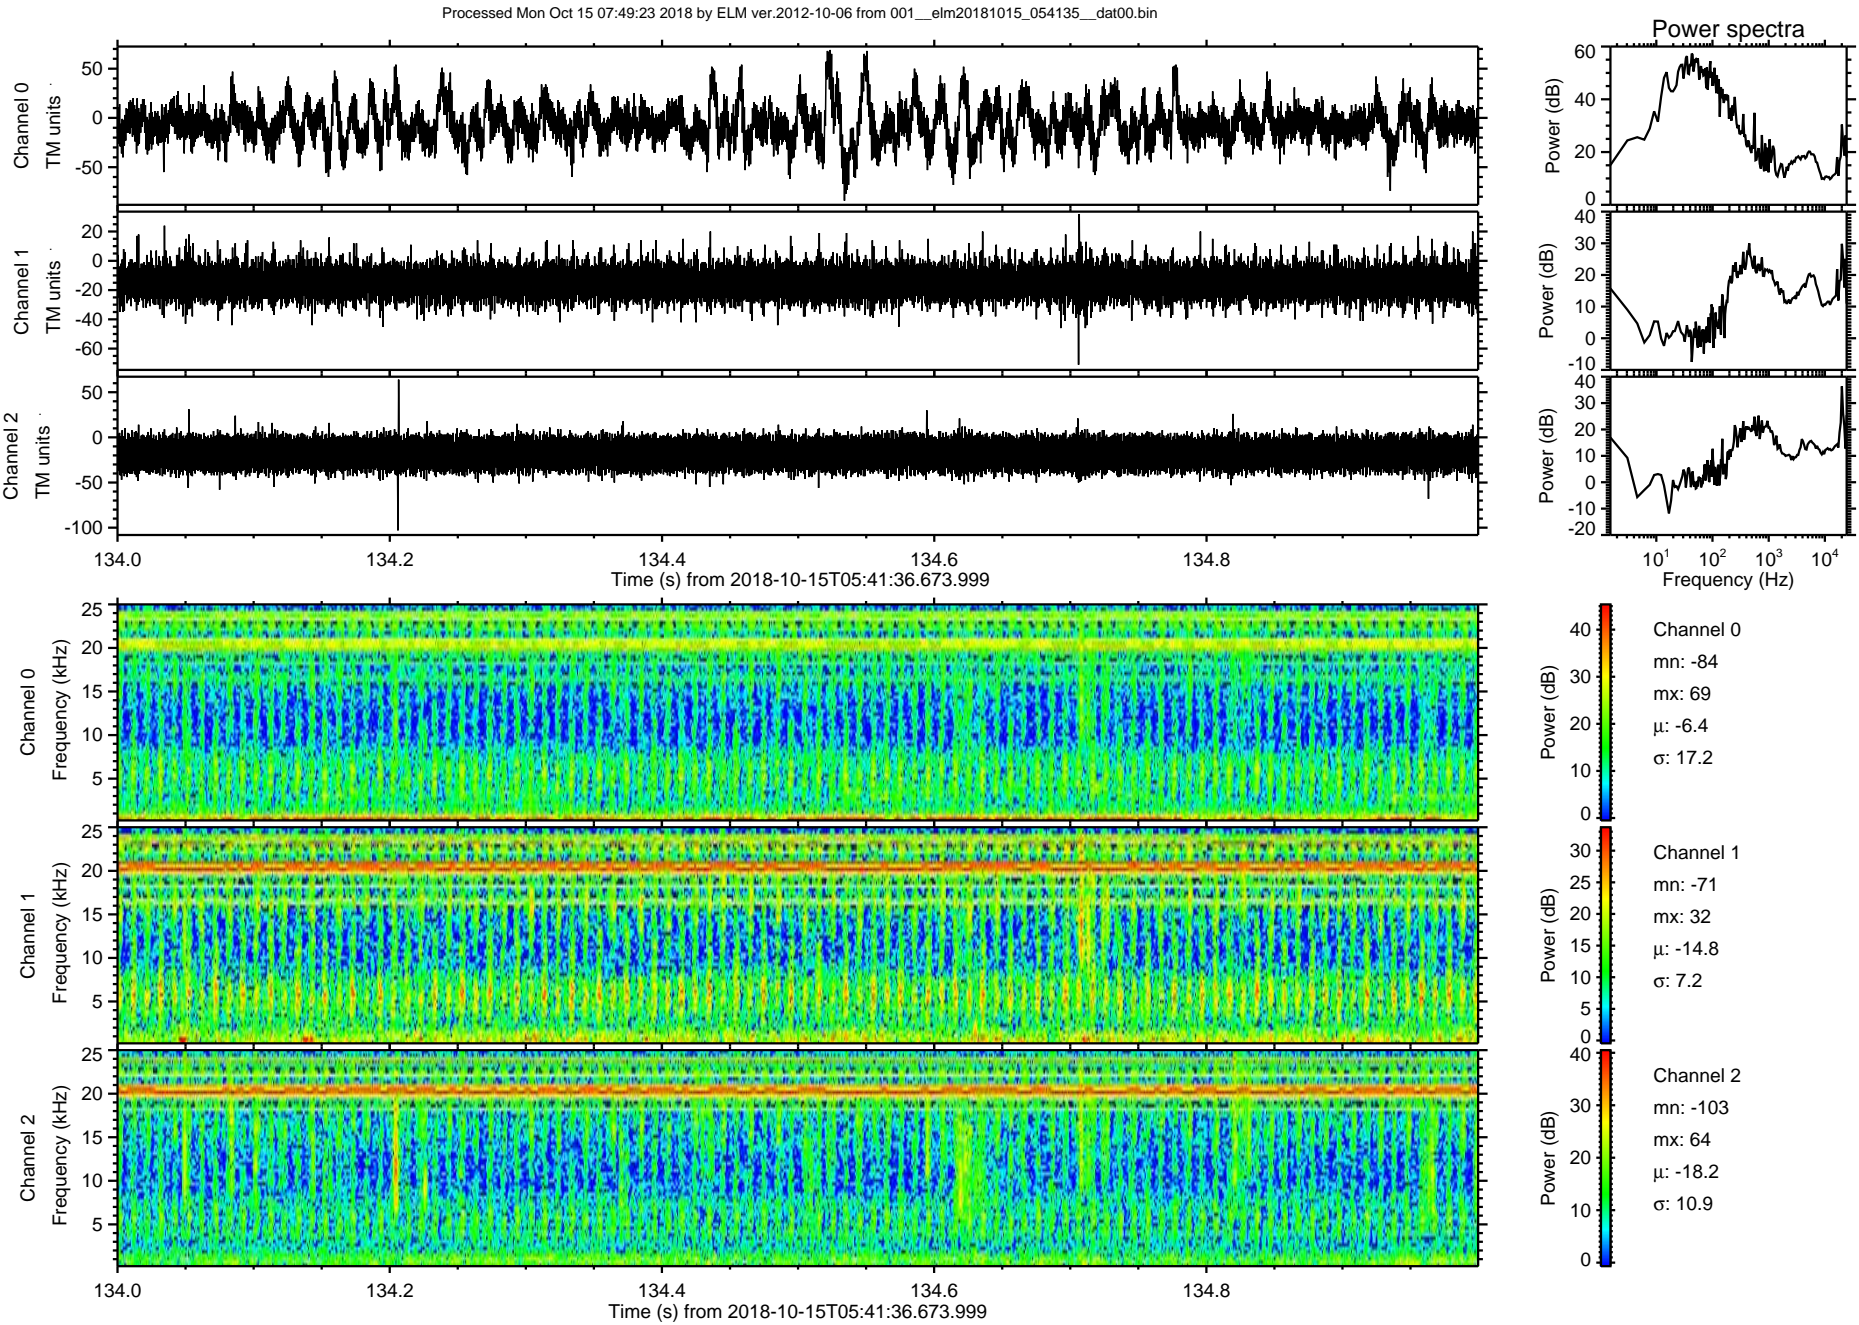 Processed Mon Oct 15 07:49:23 2018 by ELM ver.2012-10-06 from 001__elm20181015_054135__dat00.bin
Power spectra
Channel 0
TM units
50
0
-50
Power (dB)
60
40
20
0
Channel 1
TM units
20
0
-20
-40
-60
Power (dB)
40
30
20
10
0
-10
Channel 2
TM units
50
0
-50
-100
Power (dB)
40
30
20
10
0
-10
-20
134.0 134.2 134.4 134.6 134.8
Time (s) from 2018-10-15T05:41:36.673.999
10^1 10^2 10^3 10^4
Frequency (Hz)
Channel 0
Frequency (kHz)
25
20
15
10
5
Power (dB)
40
30
20
10
0
Channel 0
mn: -84
mx: 69
µ: -6.4
σ: 17.2
Channel 1
Frequency (kHz)
25
20
15
10
5
Power (dB)
30
25
20
15
10
5
0
Channel 1
mn: -71
mx: 32
µ: -14.8
σ: 7.2
Channel 2
Frequency (kHz)
25
20
15
10
5
Power (dB)
40
30
20
10
0
Channel 2
mn: -103
mx: 64
µ: -18.2
σ: 10.9
134.0 134.2 134.4 134.6 134.8
Time (s) from 2018-10-15T05:41:36.673.999